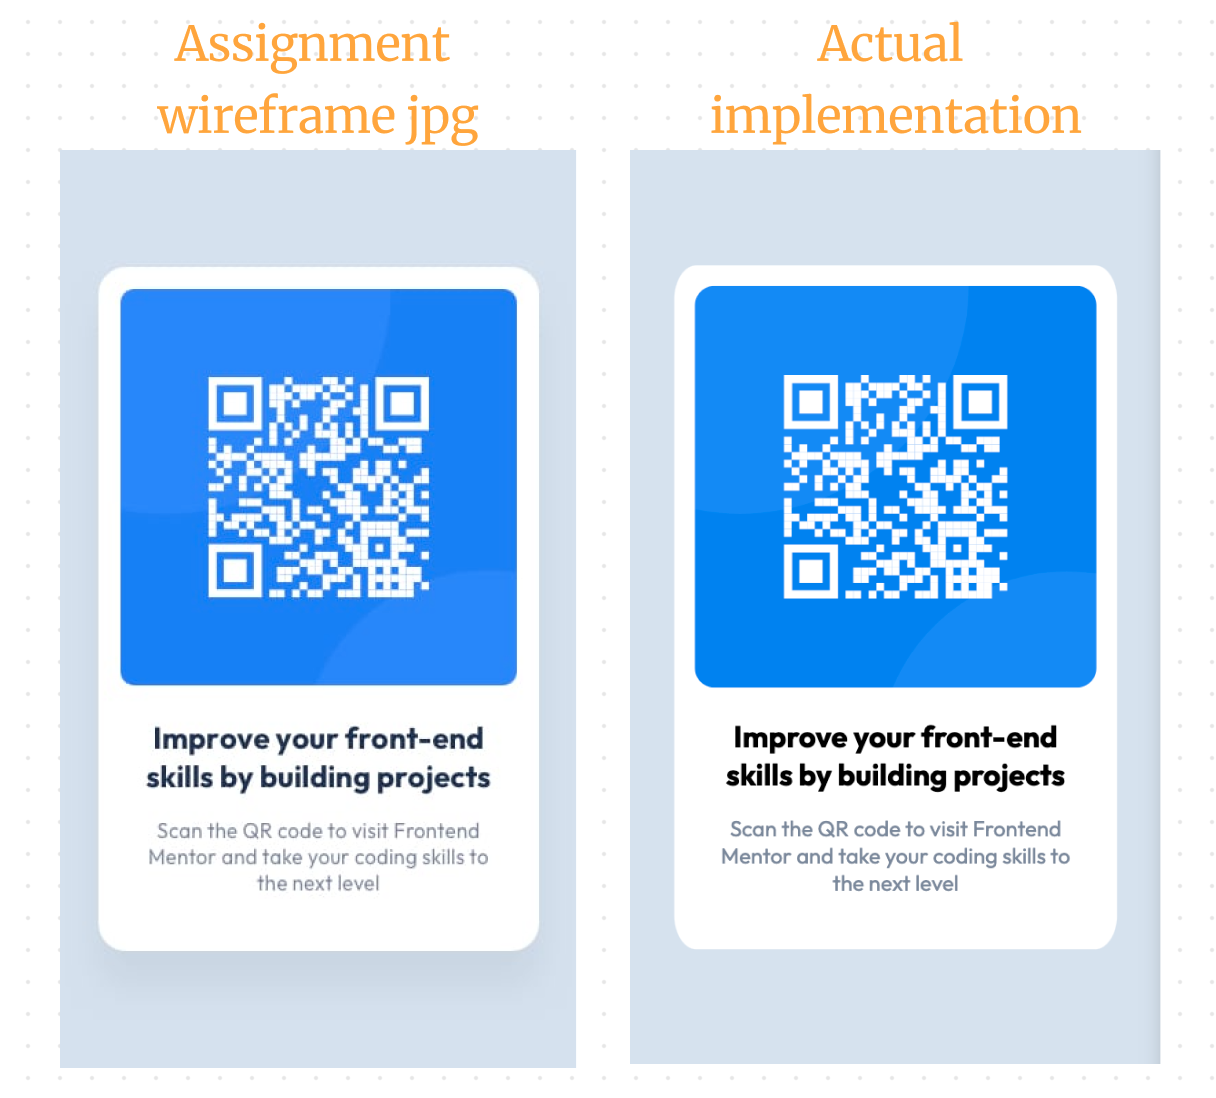 Assignment
wireframe jpg
Improve your front-end
skills by building projects
Scan the QR code to visit Frontend
Mentor and take your coding skills to
the next level
Actual
implementation
Improve your front-end
skills by building projects
Scan the QR code to visit Frontend
Mentor and take your coding skills to
the next level